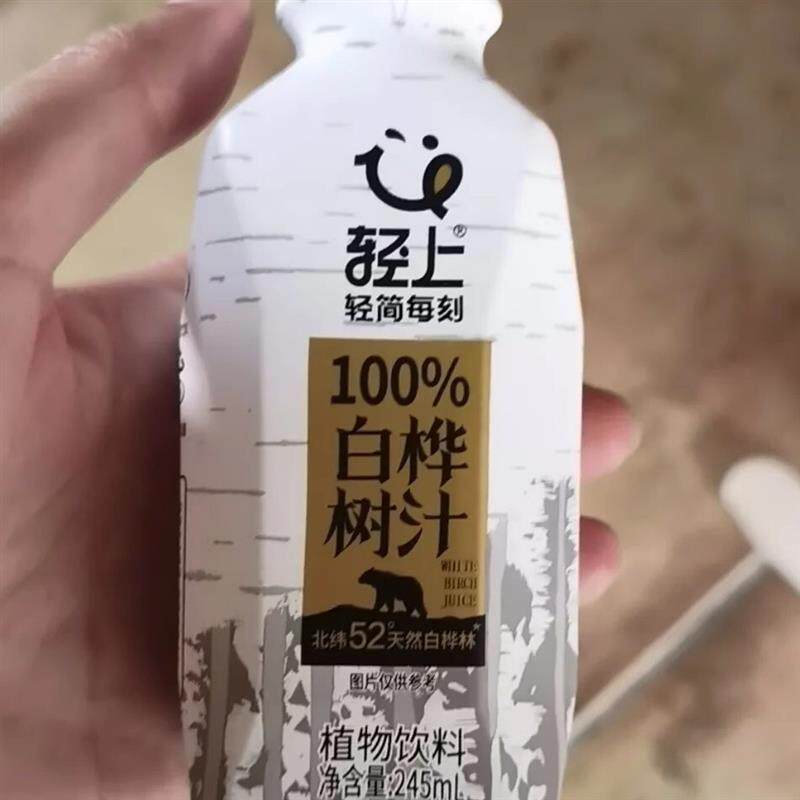 轻上®
轻简每刻
100%
白桦
树汁
WHITE
BIRCH
JUICE
北纬52°天然白桦林*
图片仅供参考
植物饮料
净含量:245mL